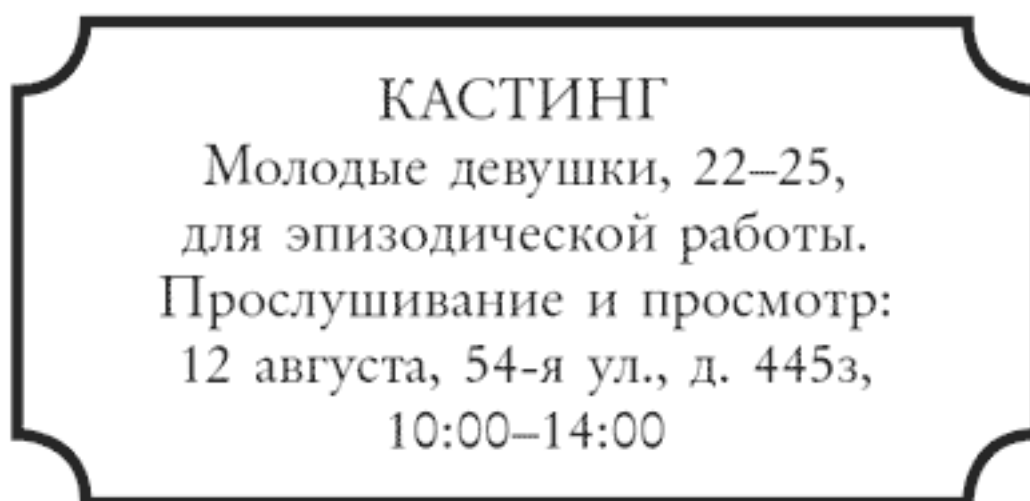 КАСТИНГ
Молодые девушки, 22–25,
для эпизодической работы.
Прослушивание и просмотр:
12 августа, 54-я ул., д. 445з,
10:00–14:00